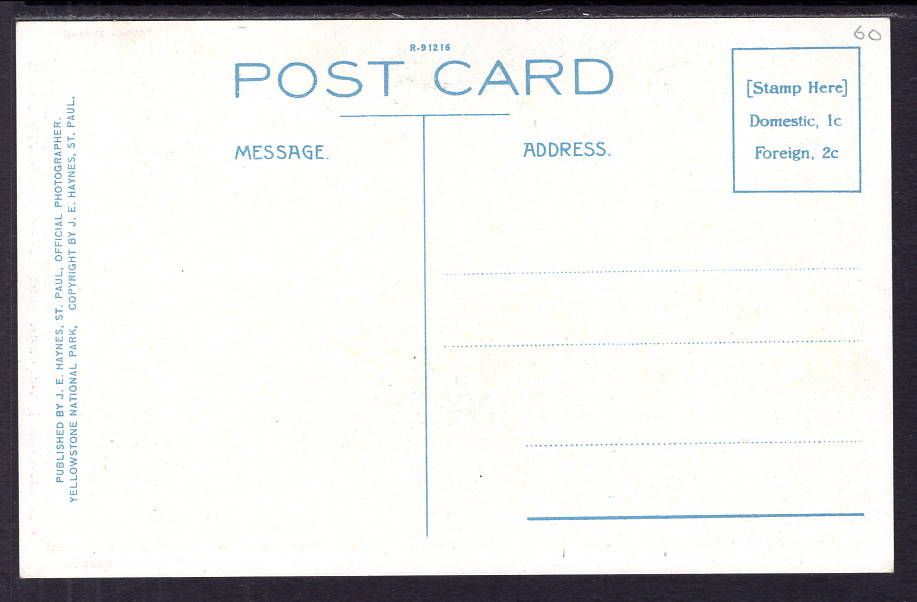 60
R-91216
POST CARD
[Stamp Here]
Domestic, 1c
Foreign, 2c
MESSAGE.
ADDRESS.
PUBLISHED BY J. E. HAYNES, ST. PAUL, OFFICIAL PHOTOGRAPHER.
YELLOWSTONE NATIONAL PARK, COPYRIGHT BY J. E. HAYNES, ST. PAUL.